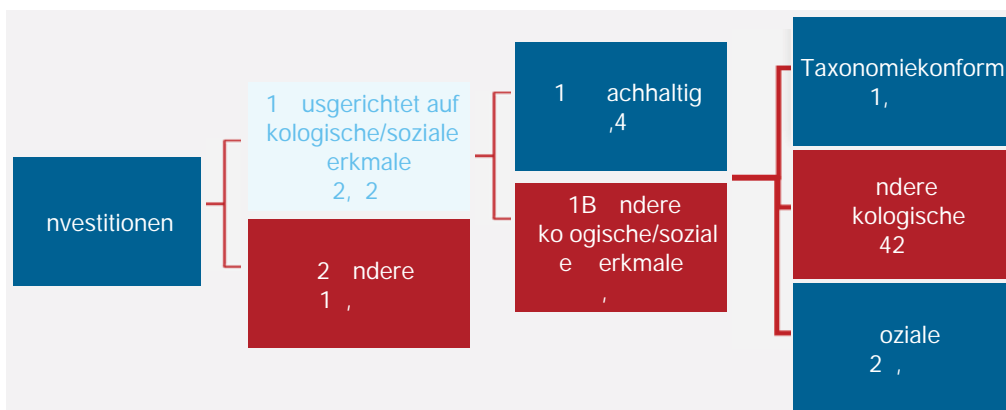 nvestitionen
1 usgerichtet auf
kologische/soziale
erkmale
2, 2
2 ndere
1 ,
1 achhaltig
,4
1B ndere
ko ogische/sozial
e erkmale
,
Taxonomiekonform
1,
ndere
kologische
42
oziale
2 ,